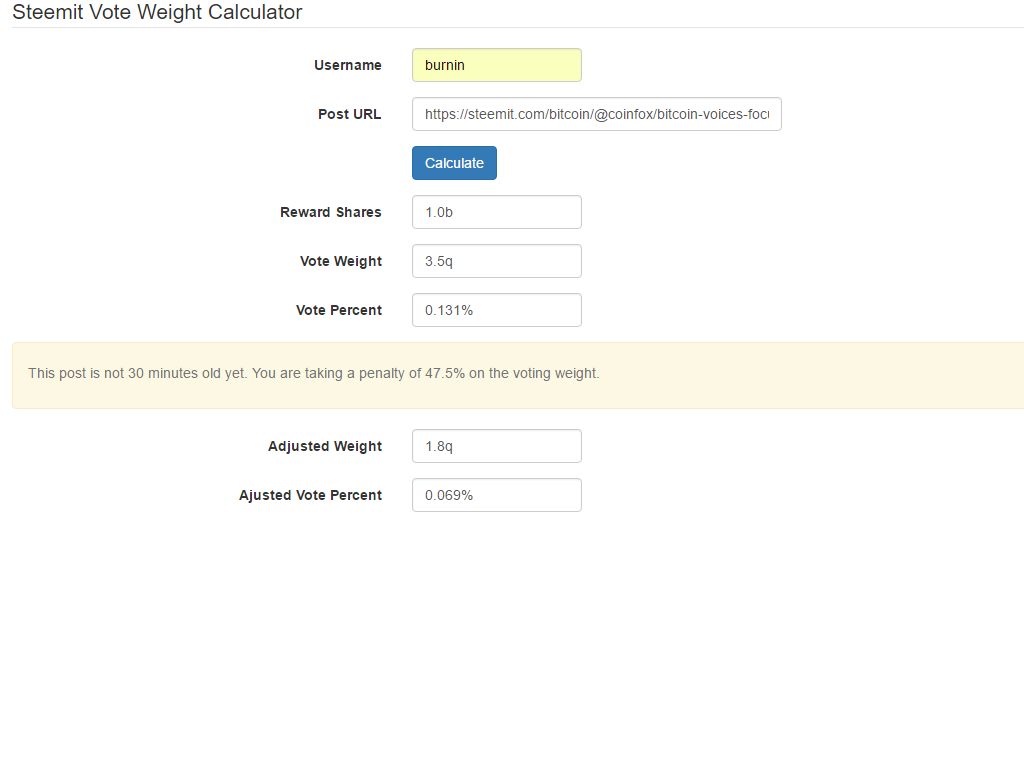 Steemit Vote Weight Calculator
Username burnin
Post URL https://steemit.com/bitcoin/@coinfox/bitcoin-voices-foc
Calculate
Reward Shares 1.0b
Vote Weight 3.5q
Vote Percent 0.131%
This post is not 30 minutes old yet. You are taking a penalty of 47.5% on the voting weight.
Adjusted Weight 1.8q
Ajusted Vote Percent 0.069%